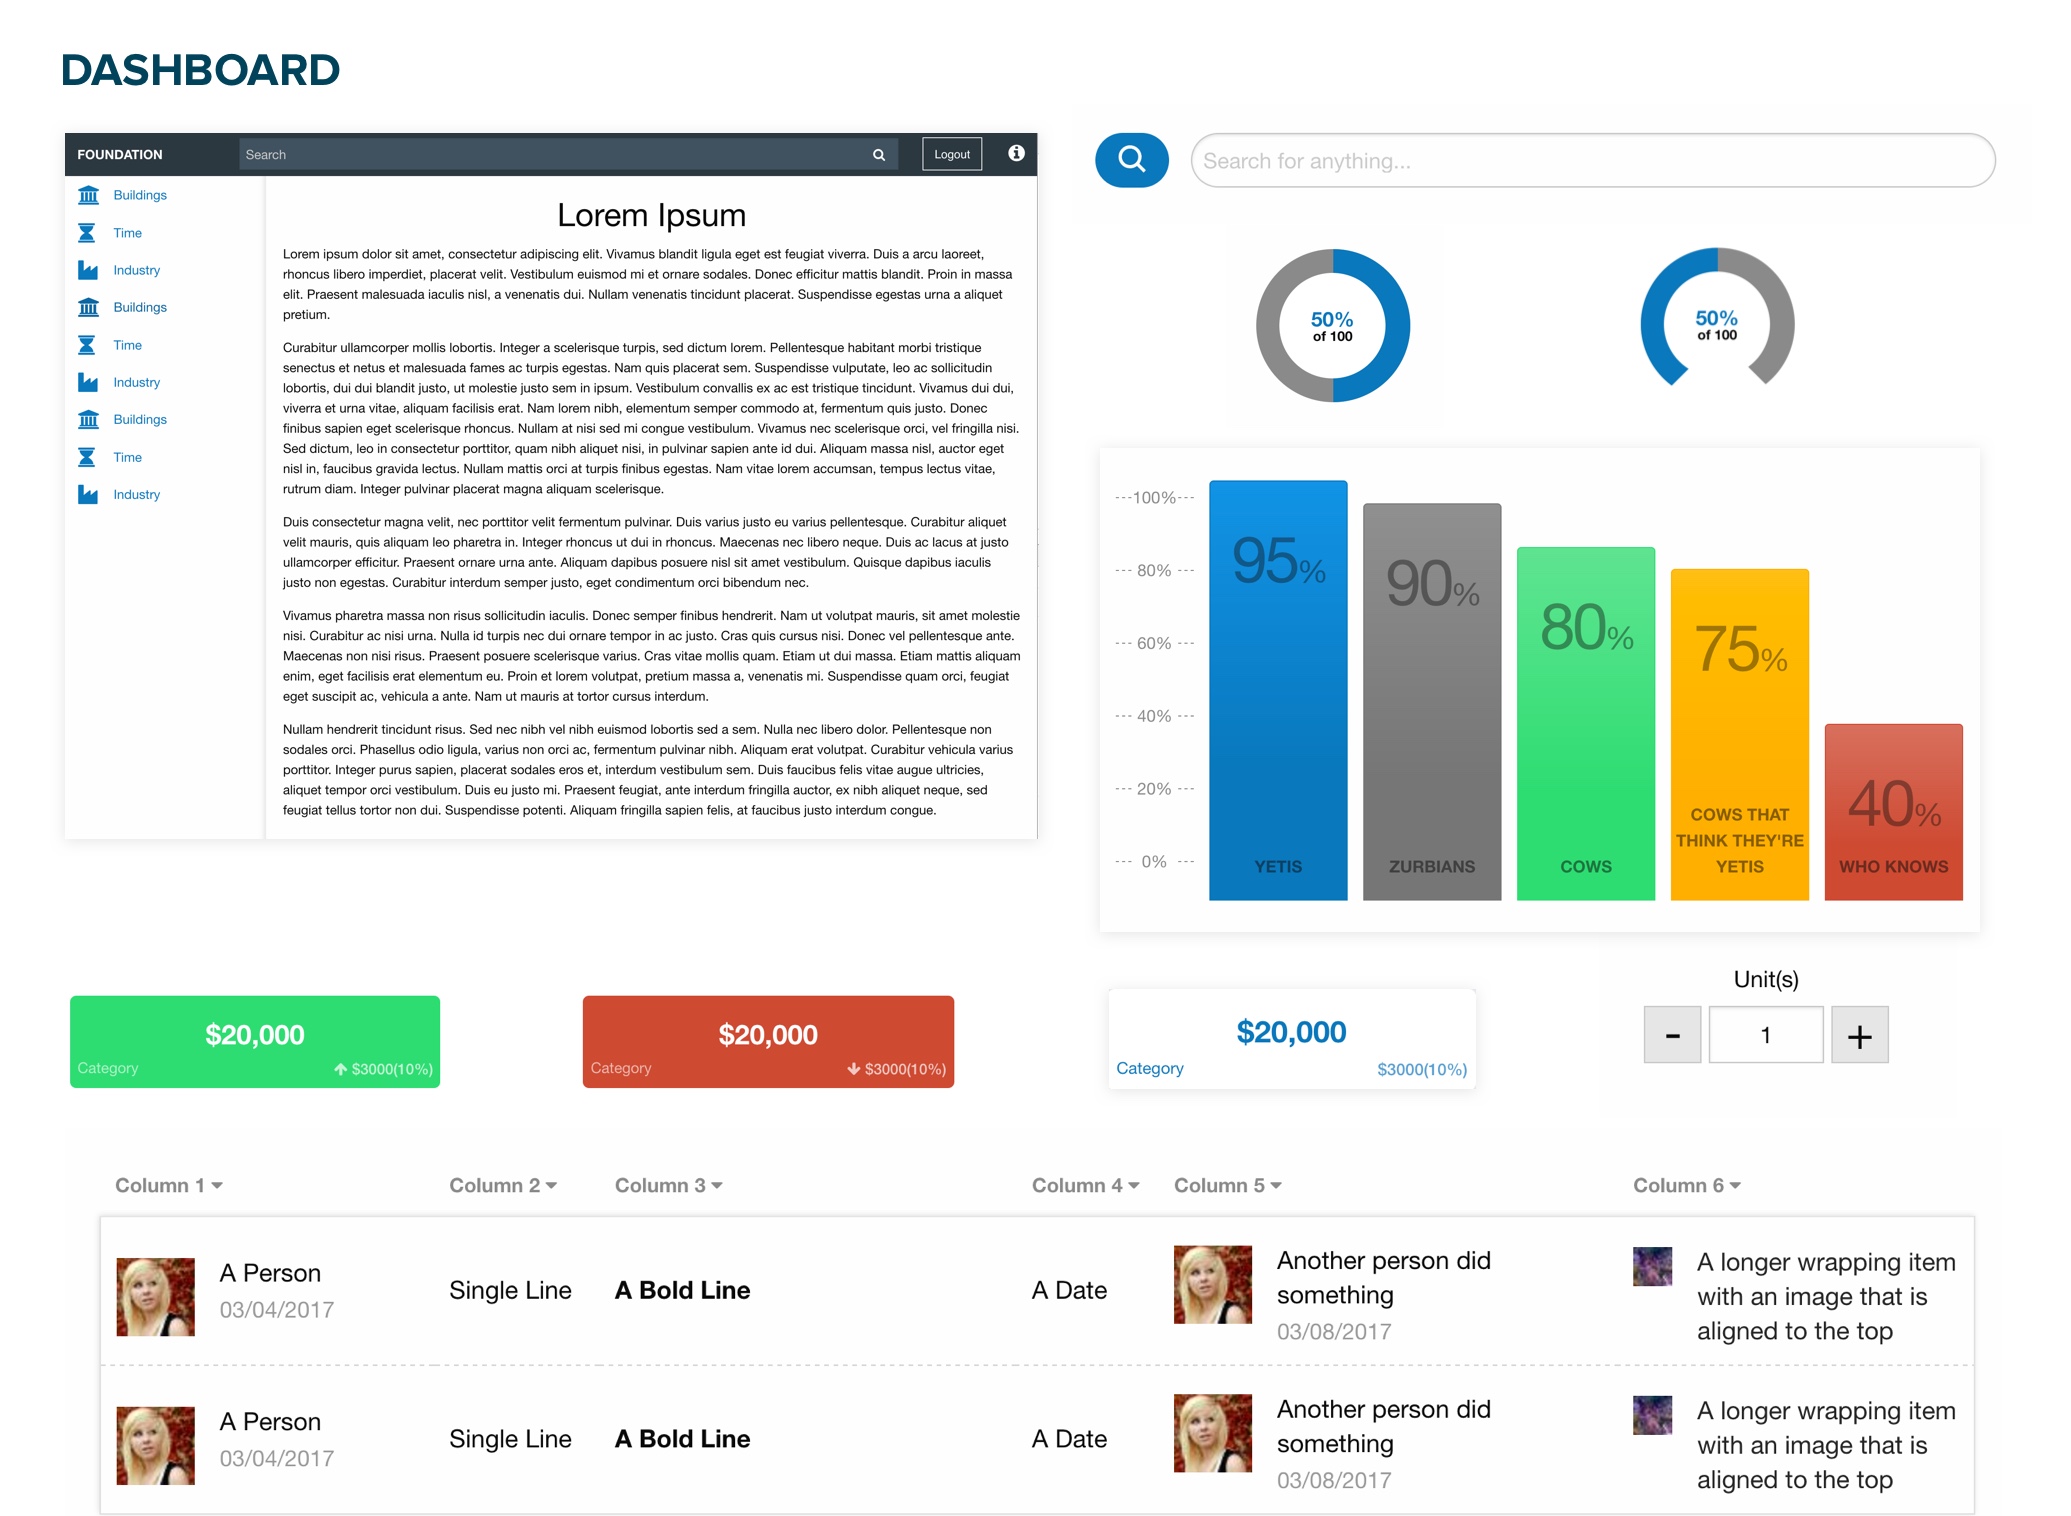 DASHBOARD
FOUNDATION
Search
Logout
Buildings
Time
Industry
Buildings
Time
Industry
Buildings
Time
Industry
Lorem Ipsum
Lorem ipsum dolor sit amet, consectetur adipiscing elit. Vivamus blandit ligula eget est feugiat viverra. Duis a arcu laoreet,
rhoncus libero imperdiet, placerat velit. Vestibulum euismod mi et ornare sodales. Donec efficitur mattis blandit. Proin in massa
elit. Praesent malesuada iaculis nisl, a venenatis dui. Nullam venenatis tincidunt placerat. Suspendisse egestas urna a aliquet
pretium.
Curabitur ullamcorper mollis lobortis. Integer a scelerisque turpis, sed dictum lorem. Pellentesque habitant morbi tristique
senectus et netus et malesuada fames ac turpis egestas. Nam quis placerat sem. Suspendisse vulputate, leo ac sollicitudin
lobortis, dui dui blandit justo, ut molestie justo sem in ipsum. Vestibulum convallis ex ac est tristique tincidunt. Vivamus dui dui,
viverra et urna vitae, aliquam facilisis erat. Nam lorem nibh, elementum semper commodo at, fermentum quis justo. Donec
finibus sapien eget scelerisque rhoncus. Nullam at nisi sed mi congue vestibulum. Vivamus nec scelerisque orci, vel fringilla nisi.
Sed dictum, leo in consectetur porttitor, quam nibh aliquet nisi, in pulvinar sapien ante id dui. Aliquam massa nisl, auctor eget
nisl in, faucibus gravida lectus. Nullam mattis orci at turpis finibus egestas. Nam vitae lorem accumsan, tempus lectus vitae,
rutrum diam. Integer pulvinar placerat magna aliquam scelerisque.
Duis consectetur magna velit, nec porttitor velit fermentum pulvinar. Duis varius justo eu varius pellentesque. Curabitur aliquet
velit mauris, quis aliquam leo pharetra in. Integer rhoncus ut dui in rhoncus. Maecenas nec libero neque. Duis ac lacus at justo
ullamcorper efficitur. Praesent ornare urna ante. Aliquam dapibus posuere nisl sit amet vestibulum. Quisque dapibus iaculis
justo non egestas. Curabitur interdum semper justo, eget condimentum orci bibendum nec.
Vivamus pharetra massa non risus sollicitudin iaculis. Donec semper finibus hendrerit. Nam ut volutpat mauris, sit amet molestie
nisi. Curabitur ac nisi urna. Nulla id turpis nec dui ornare tempor in ac justo. Cras quis cursus nisi. Donec vel pellentesque ante.
Maecenas non nisi risus. Praesent posuere scelerisque varius. Cras vitae mollis quam. Etiam ut dui massa. Etiam mattis aliquam
enim, eget facilisis erat elementum eu. Proin et lorem volutpat, pretium massa a, venenatis mi. Suspendisse quam orci, feugiat
eget suscipit ac, vehicula a ante. Nam ut mauris at tortor cursus interdum.
Nullam hendrerit tincidunt risus. Sed nec nibh vel nibh euismod lobortis sed a sem. Nulla nec libero dolor. Pellentesque non
sodales orci. Phasellus odio ligula, varius non orci ac, fermentum pulvinar nibh. Aliquam erat volutpat. Curabitur vehicula varius
porttitor. Integer purus sapien, placerat sodales eros et, interdum vestibulum sem. Duis faucibus felis vitae augue ultricies,
aliquet tempor orci vestibulum. Duis eu justo mi. Praesent feugiat, ante interdum fringilla auctor, ex nibh aliquet neque, sed
feugiat tellus tortor non dui. Suspendisse potenti. Aliquam fringilla sapien felis, at faucibus justo interdum congue.
Search for anything...
50%
of 100
50%
of 100
---100%---
--- 80% ---
--- 60% ---
--- 40% ---
--- 20% ---
--- 0% ---
95%
YETIS
90%
ZURBIANS
80%
COWS
75%
COWS THAT
THINK THEY'RE
YETIS
40%
WHO KNOWS
$20,000
Category
$3000(10%)
$20,000
Category
$3000(10%)
$20,000
Category
$3000(10%)
Unit(s)
- 1 +
Column 1 Column 2 Column 3 Column 4 Column 5 Column 6
A Person
03/04/2017
Single Line
A Bold Line
A Date
Another person did
something
03/08/2017
A longer wrapping item
with an image that is
aligned to the top
A Person
03/04/2017
Single Line
A Bold Line
A Date
Another person did
something
03/08/2017
A longer wrapping item
with an image that is
aligned to the top